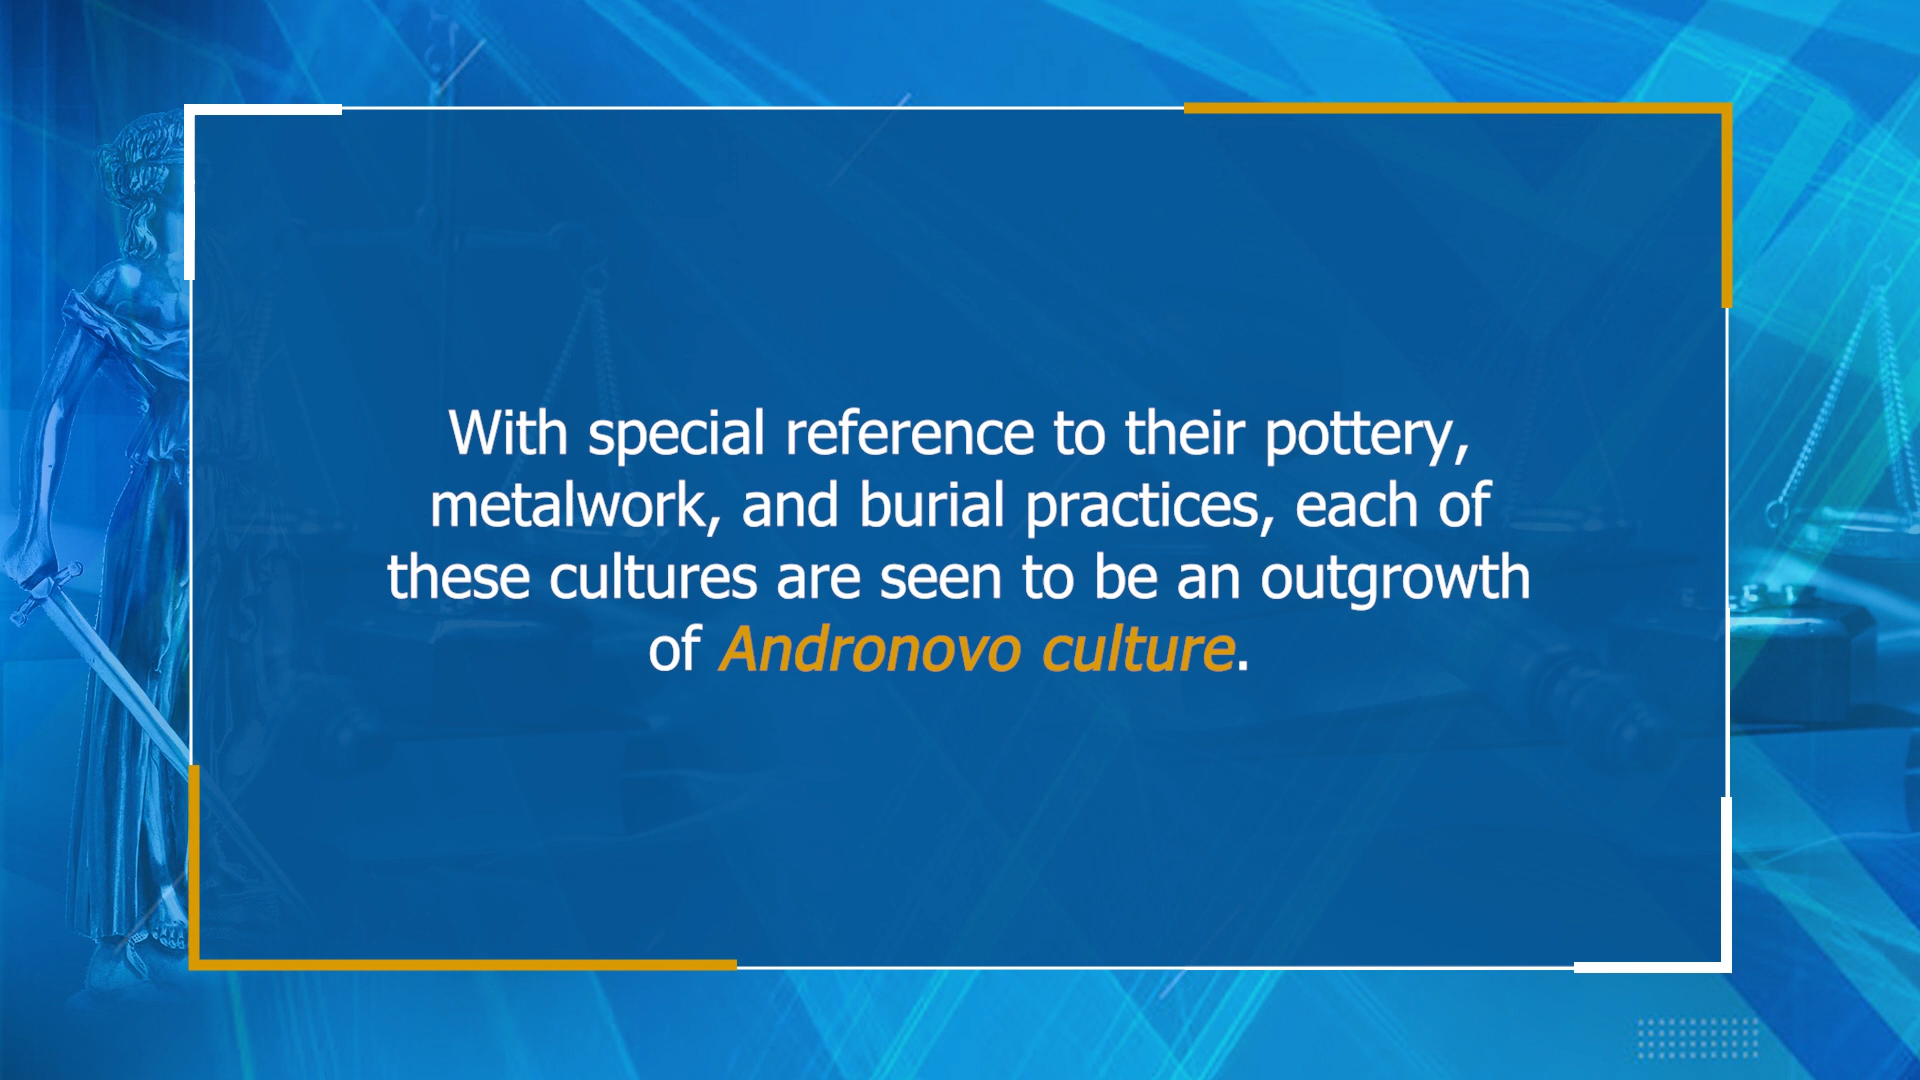 With special reference to their pottery,
metalwork, and burial practices, each of
these cultures are seen to be an outgrowth
of Andronovo culture.